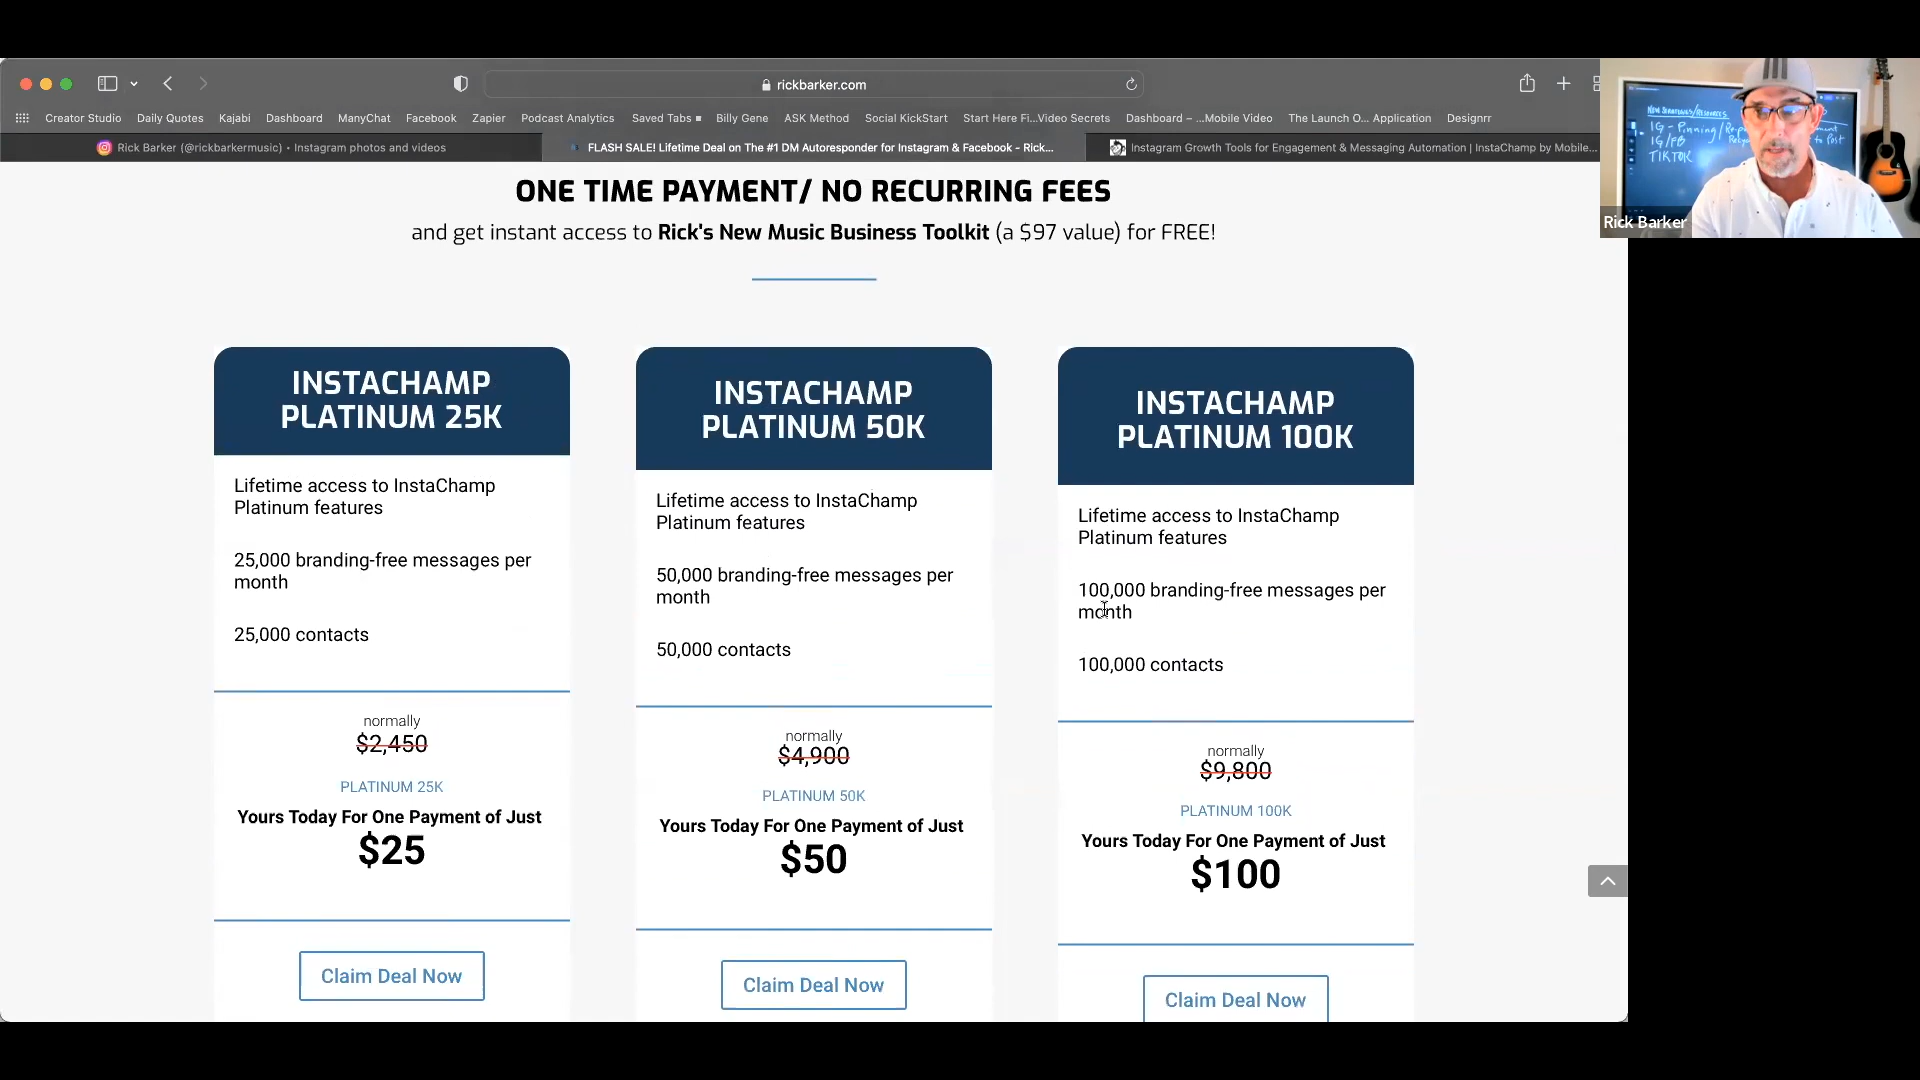 rickbarker.com
Creator Studio Daily Quotes Kajabi Dashboard ManyChat Facebook Zapier Podcast Analytics Saved Tabs Billy Gene ASK Method Social KickStart Start Here Fi...Video Secrets Dashboard – ...Mobile Video The Launch O... Application Designrr
Rick Barker (@rickbarkermusic) • Instagram photos and videos
FLASH SALE! Lifetime Deal on The #1 DM Autoresponder for Instagram & Facebook - Rick...
Instagram Growth Tools for Engagement & Messaging Automation | InstaChamp by Mobile...
IG/FB
TIKTOK
Rick Barker
ONE TIME PAYMENT/ NO RECURRING FEES
and get instant access to Rick's New Music Business Toolkit (a $97 value) for FREE!
INSTACHAMP
PLATINUM 25K
Lifetime access to InstaChamp
Platinum features
25,000 branding-free messages per
month
25,000 contacts
normally
$2,450
PLATINUM 25K
Yours Today For One Payment of Just
$25
Claim Deal Now
INSTACHAMP
PLATINUM 50K
Lifetime access to InstaChamp
Platinum features
50,000 branding-free messages per
month
50,000 contacts
normally
$4,900
PLATINUM 50K
Yours Today For One Payment of Just
$50
Claim Deal Now
INSTACHAMP
PLATINUM 100K
Lifetime access to InstaChamp
Platinum features
100,000 branding-free messages per
month
100,000 contacts
normally
$9,800
PLATINUM 100K
Yours Today For One Payment of Just
$100
Claim Deal Now